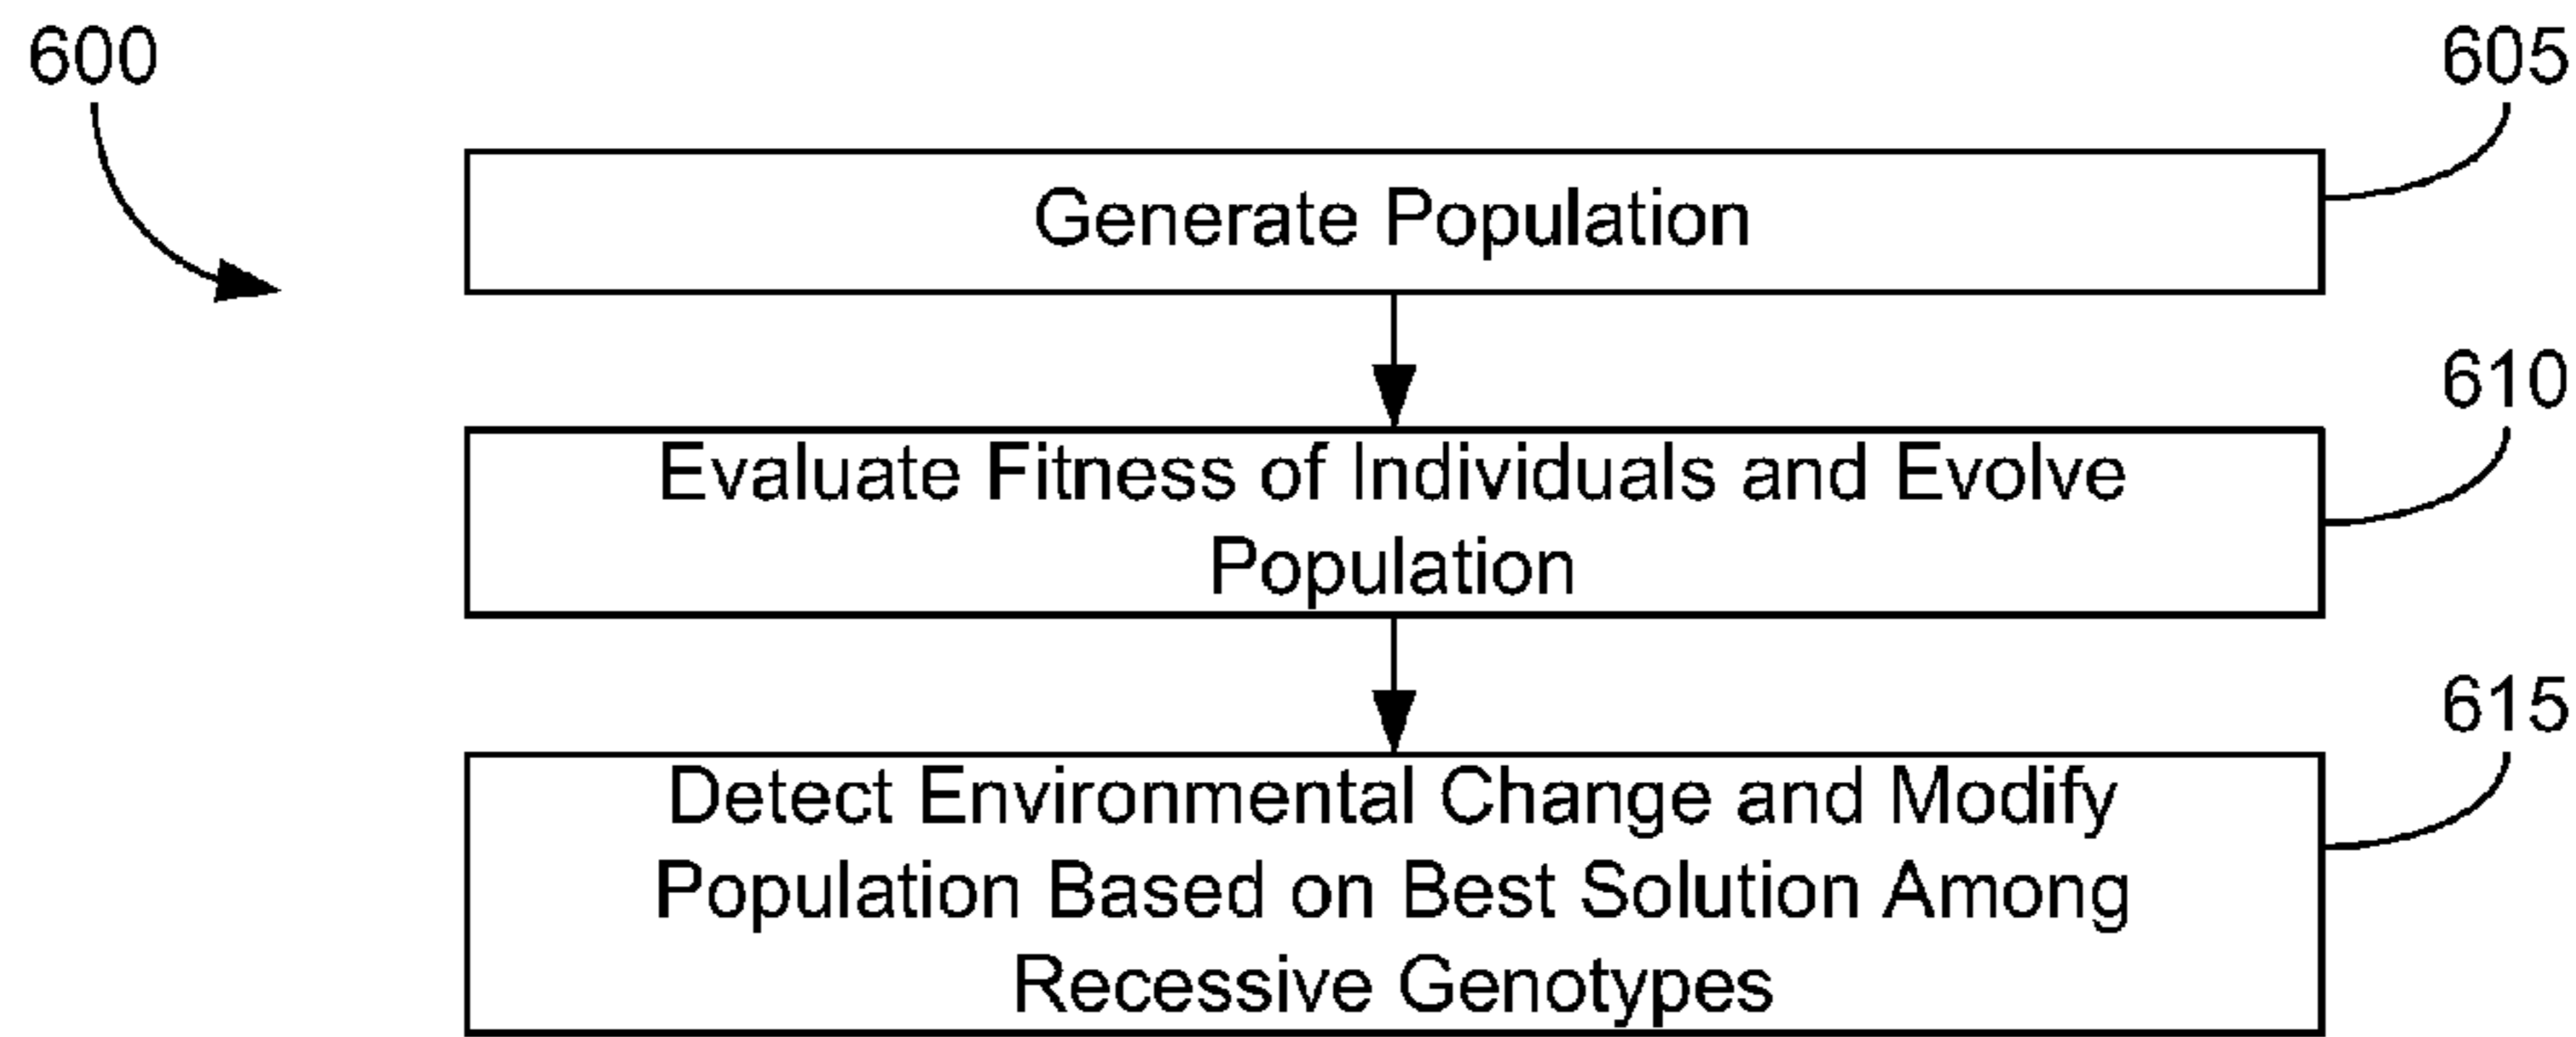 600
605
Generate Population
610
Evaluate Fitness of Individuals and Evolve
Population
615
Detect Environmental Change and Modify
Population Based on Best Solution Among
Recessive Genotypes